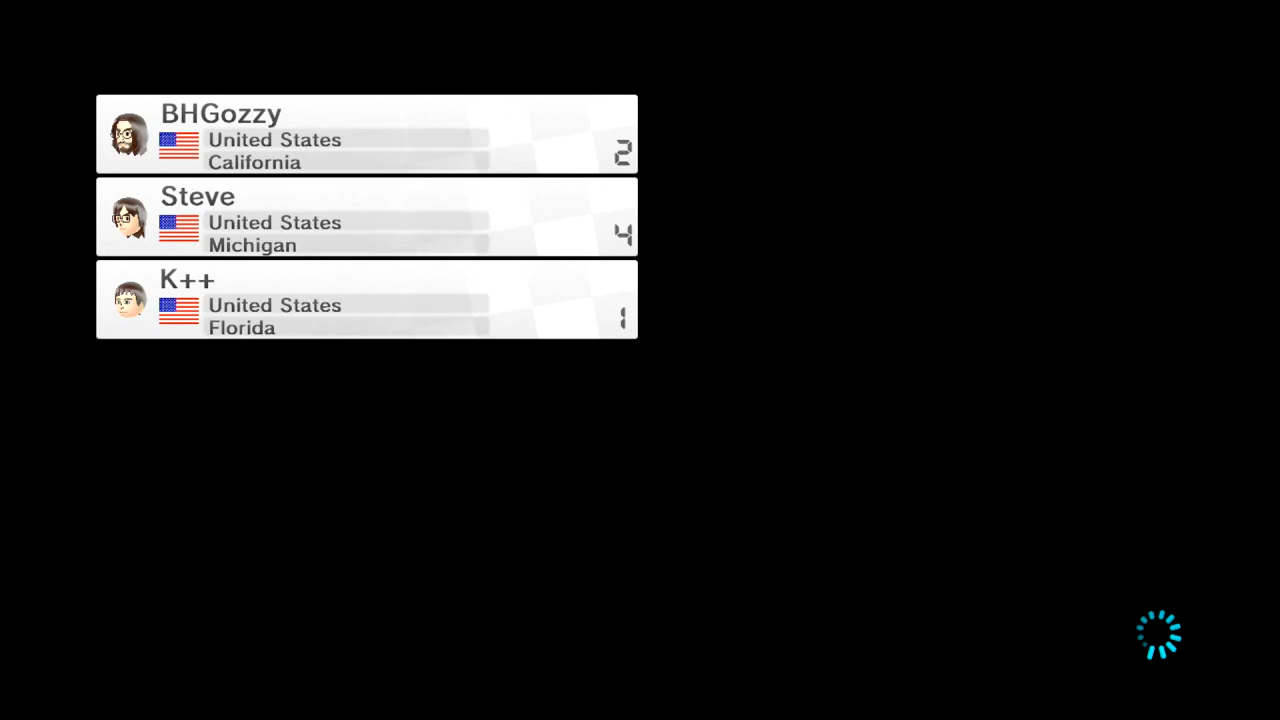 BHGozzy
United States
California
2
Steve
United States
Michigan
4
K++
United States
Florida
1